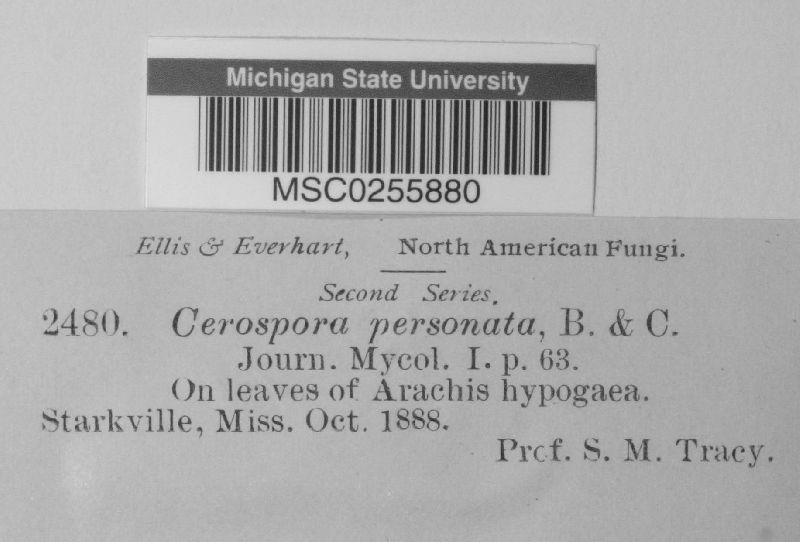 Michigan State University
MSC0255880
Ellis & Everhart, North American Fungi.
Second Series.
2480. Cerospora personata, B. & C.
Journ. Mycol. I. p. 63.
On leaves of Arachis hypogaea.
Starkville, Miss. Oct. 1888.
Prof. S. M. Tracy.